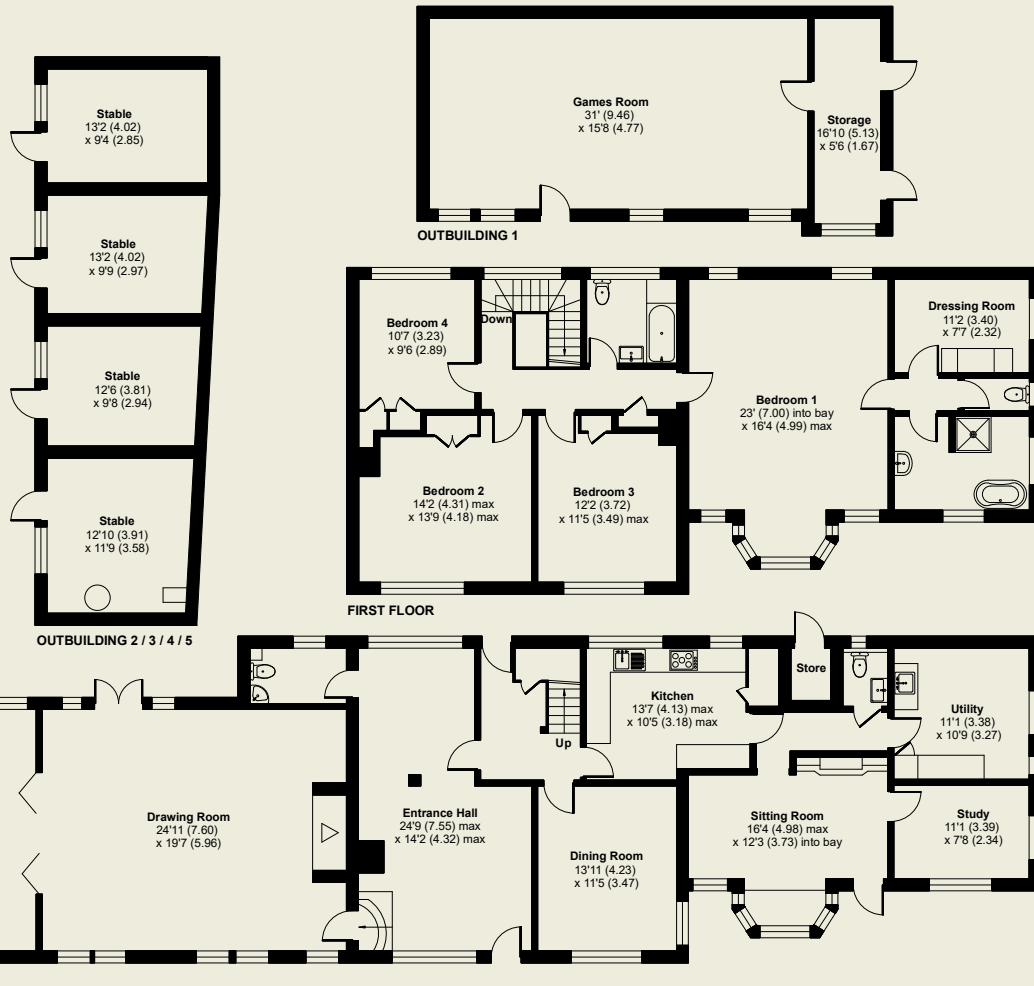 Games Room
31' (9.46)
x 15'8 (4.77)
Storage
16'10 (5.13)
x 5'6 (1.67)
OUTBUILDING 1
Stable
13'2 (4.02)
x 9'4 (2.85)
Stable
13'2 (4.02)
x 9'9 (2.97)
Stable
12'6 (3.81)
x 9'8 (2.94)
Stable
12'10 (3.91)
x 11'9 (3.58)
OUTBUILDING 2 / 3 / 4 / 5
Bedroom 4
10'7 (3.23)
x 9'6 (2.89)
Down
Bedroom 1
23' (7.00) into bay
x 16'4 (4.99) max
Dressing Room
11'2 (3.40)
x 7'7 (2.32)
Bedroom 2
14'2 (4.31) max
x 13'9 (4.18) max
Bedroom 3
12'2 (3.72)
x 11'5 (3.49) max
FIRST FLOOR
Drawing Room
24'11 (7.60)
x 19'7 (5.96)
Entrance Hall
24'9 (7.55) max
x 14'2 (4.32) max
Up
Kitchen
13'7 (4.13) max
x 10'5 (3.18) max
Store
Utility
11'1 (3.38)
x 10'9 (3.27)
Dining Room
13'11 (4.23)
x 11'5 (3.47)
Sitting Room
16'4 (4.98) max
x 12'3 (3.73) into bay
Study
11'1 (3.39)
x 7'8 (2.34)